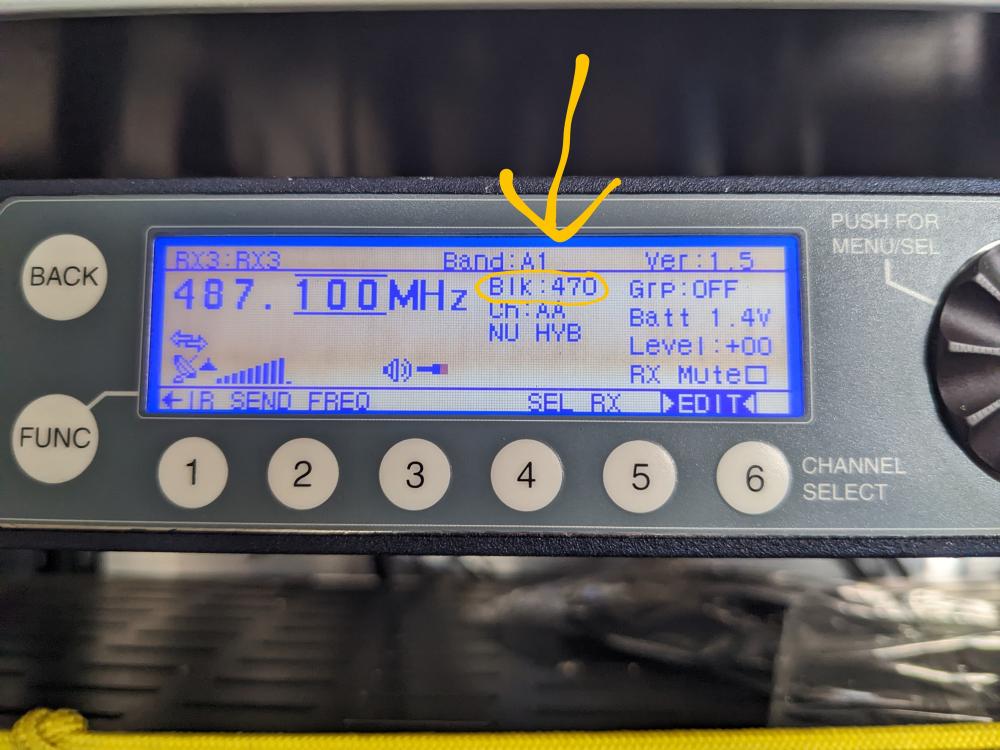 PUSH FOR
MENU/SEL
BACK
RX3:RX3 Band:A1 Ver:1.5
487.100MHz Blk:470 Grp:OFF
Ch:AA Batt 1.4V
NU HYB Level:+00
RX Mute
IR SEND FREQ SEL RX EDIT
FUNC
1 2 3 4 5 6
CHANNEL
SELECT